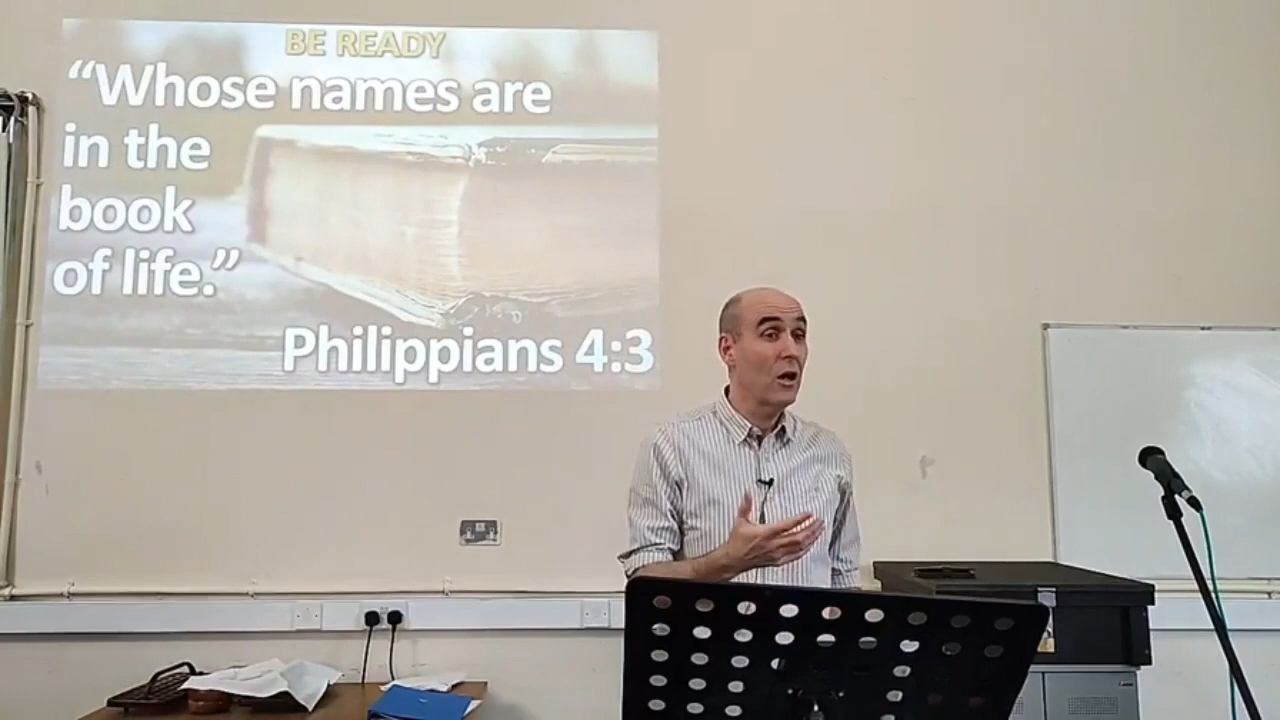 BE READY
“Whose names are
in the
book
of life.”
Philippians 4:3